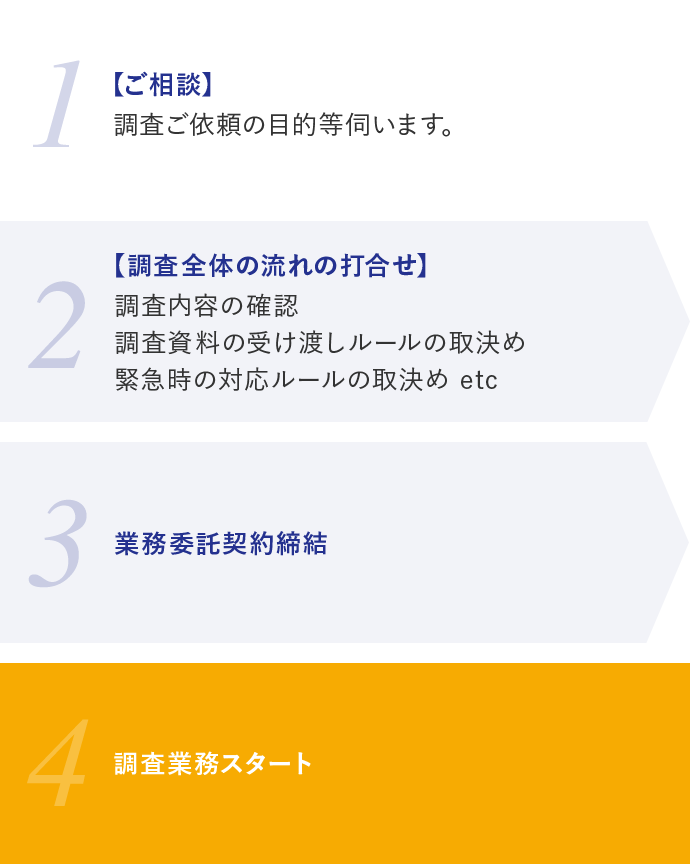 1
【ご相談】
調査ご依頼の目的等伺います。
2
【調査全体の流れの打合せ】
調査内容の確認
調査資料の受け渡しルールの取決め
緊急時の対応ルールの取決め etc
3
業務委託契約締結
4
調査業務スタート